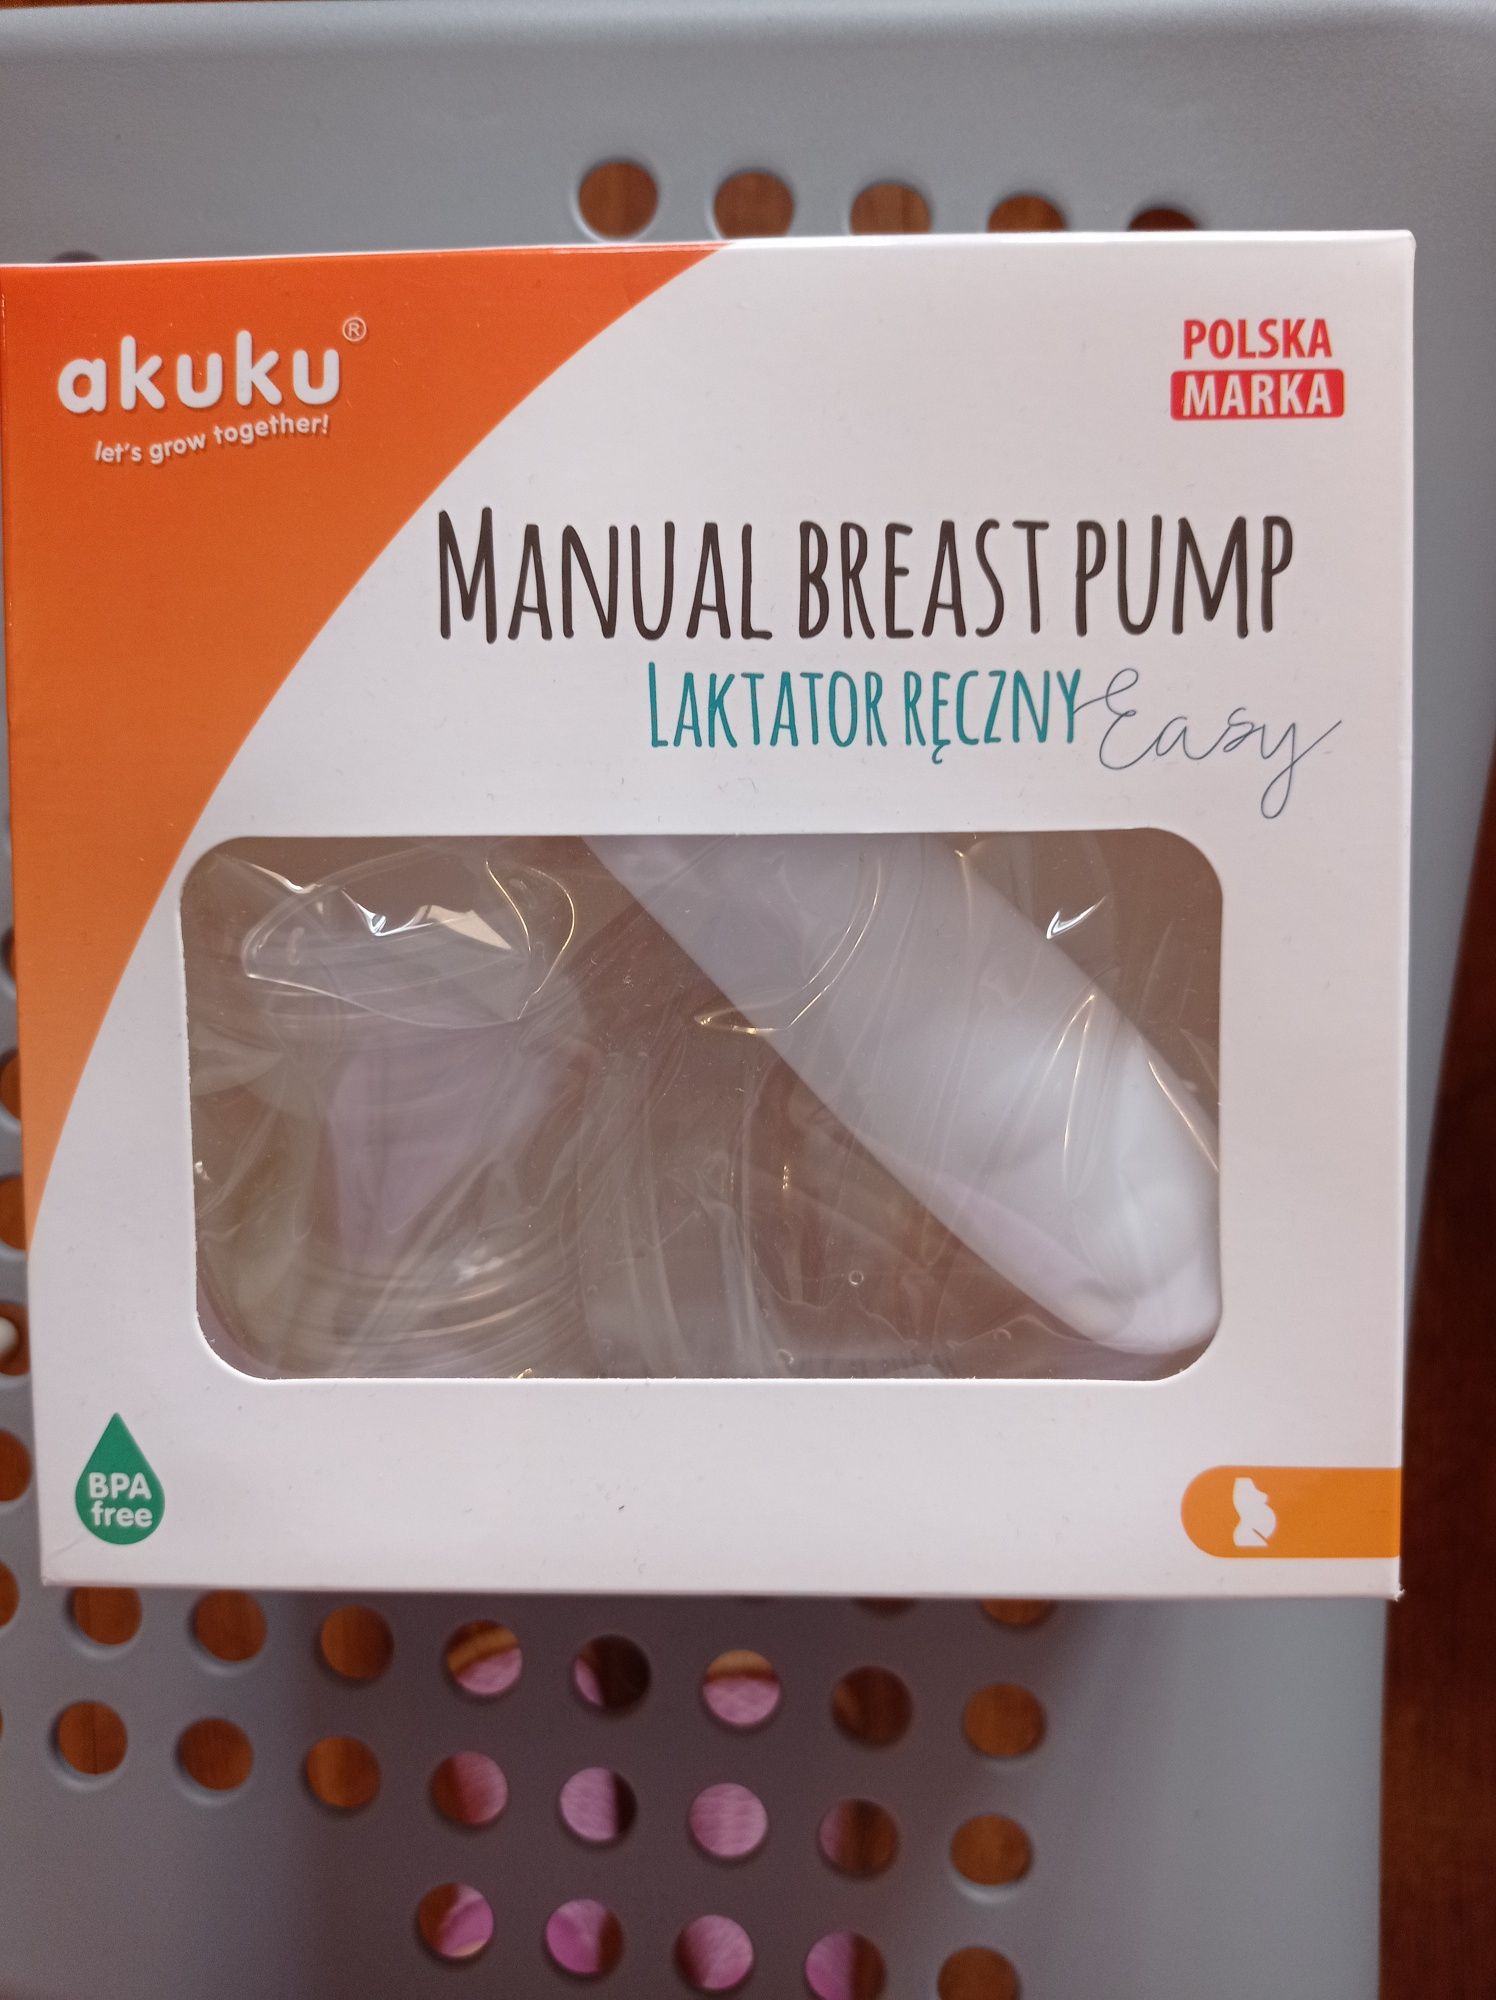 akuku®
let's grow together!
POLSKA
MARKA
MANUAL BREAST PUMP
LAKTATOR RĘCZNY Easy
BPA
free